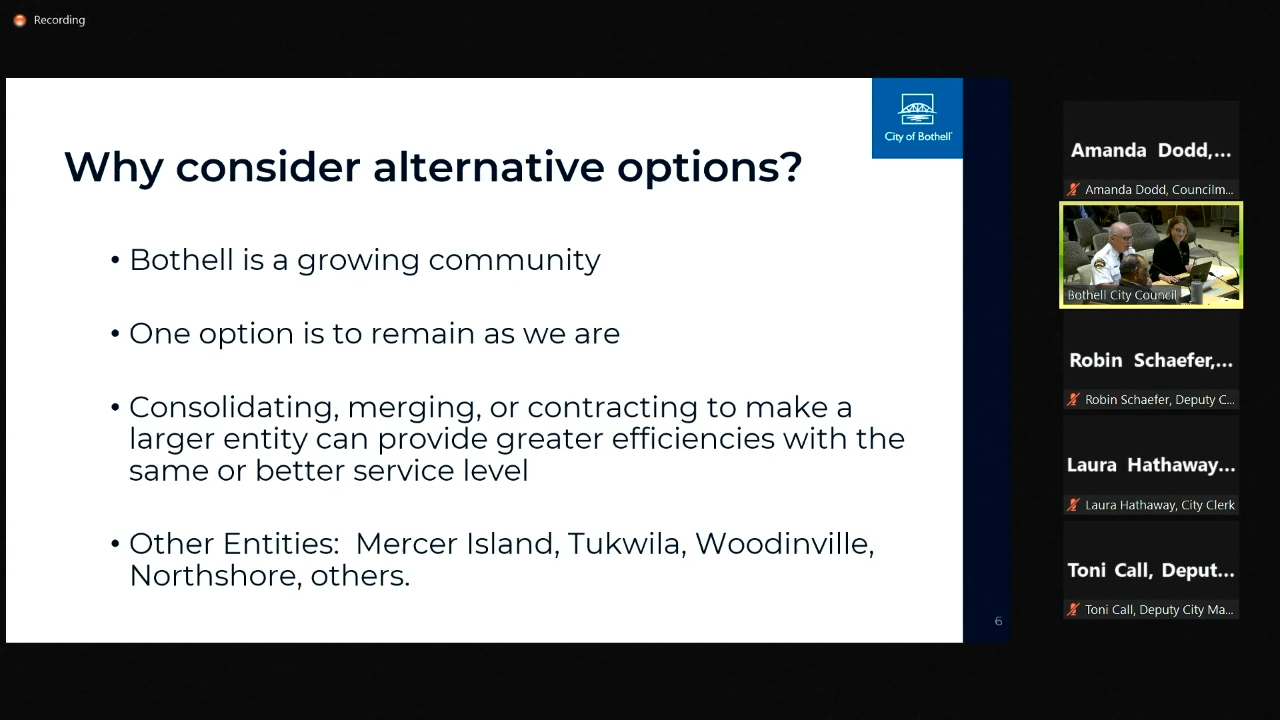 Recording
City of Bothell
Why consider alternative options?
• Bothell is a growing community
• One option is to remain as we are
• Consolidating, merging, or contracting to make a
larger entity can provide greater efficiencies with the
same or better service level
• Other Entities:  Mercer Island, Tukwila, Woodinville,
Northshore, others.
6
Amanda Dodd,...
Amanda Dodd, Councilm...
Bothell City Council
Robin Schaefer,...
Robin Schaefer, Deputy C...
Laura Hathaway...
Laura Hathaway, City Clerk
Toni Call, Deput...
Toni Call, Deputy City Ma...